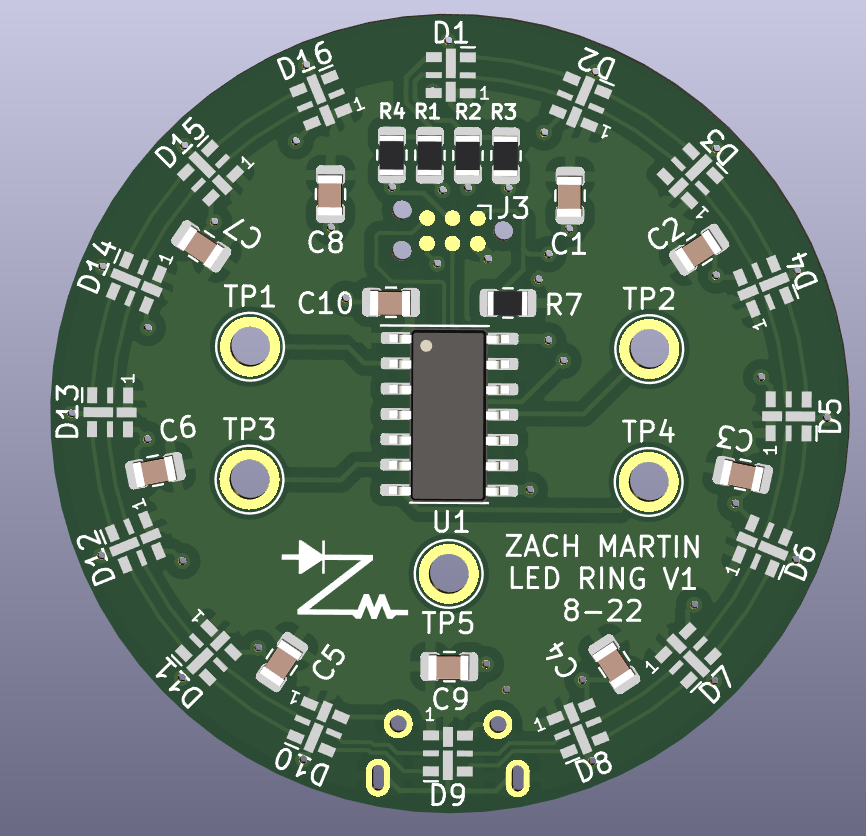 D1
D16
D2
R4 R1 R2 R3
1
1
1
D15
D3
1
1
J3
C7
C8
C1
C2
D14
D4
1
1
TP1
C10
R7
TP2
D13
1
D5
1
C6
TP3
TP4
C3
1
D12
U1
ZACH MARTIN
LED RING V1
8-22
D6
1
TP5
1
D11
C5
C4
1
D7
C9
1
1
1
D10
D9
D8